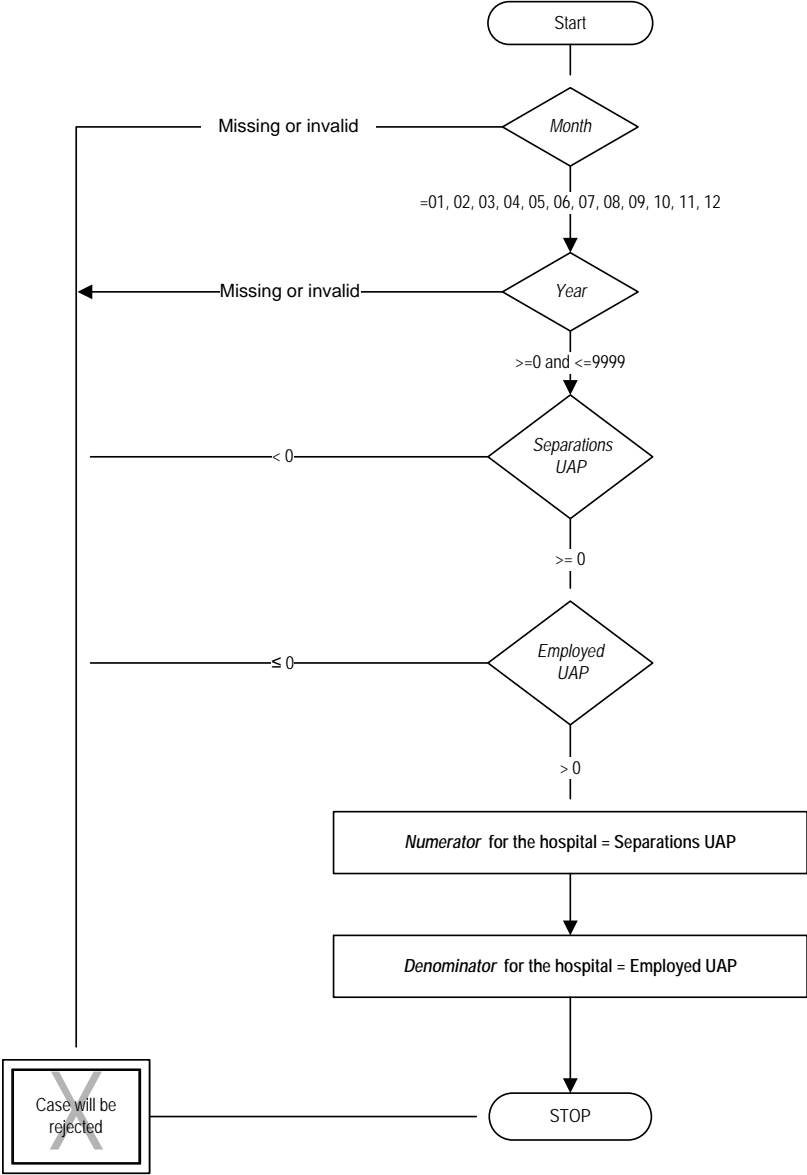 Start
Month
Missing or invalid
=01, 02, 03, 04, 05, 06, 07, 08, 09, 10, 11, 12
Year
Missing or invalid
>=0 and <=9999
Separations
UAP
< 0
>= 0
Employed
UAP
≤ 0
> 0
Numerator for the hospital = Separations UAP
Denominator for the hospital = Employed UAP
Case will be
rejected
X
STOP